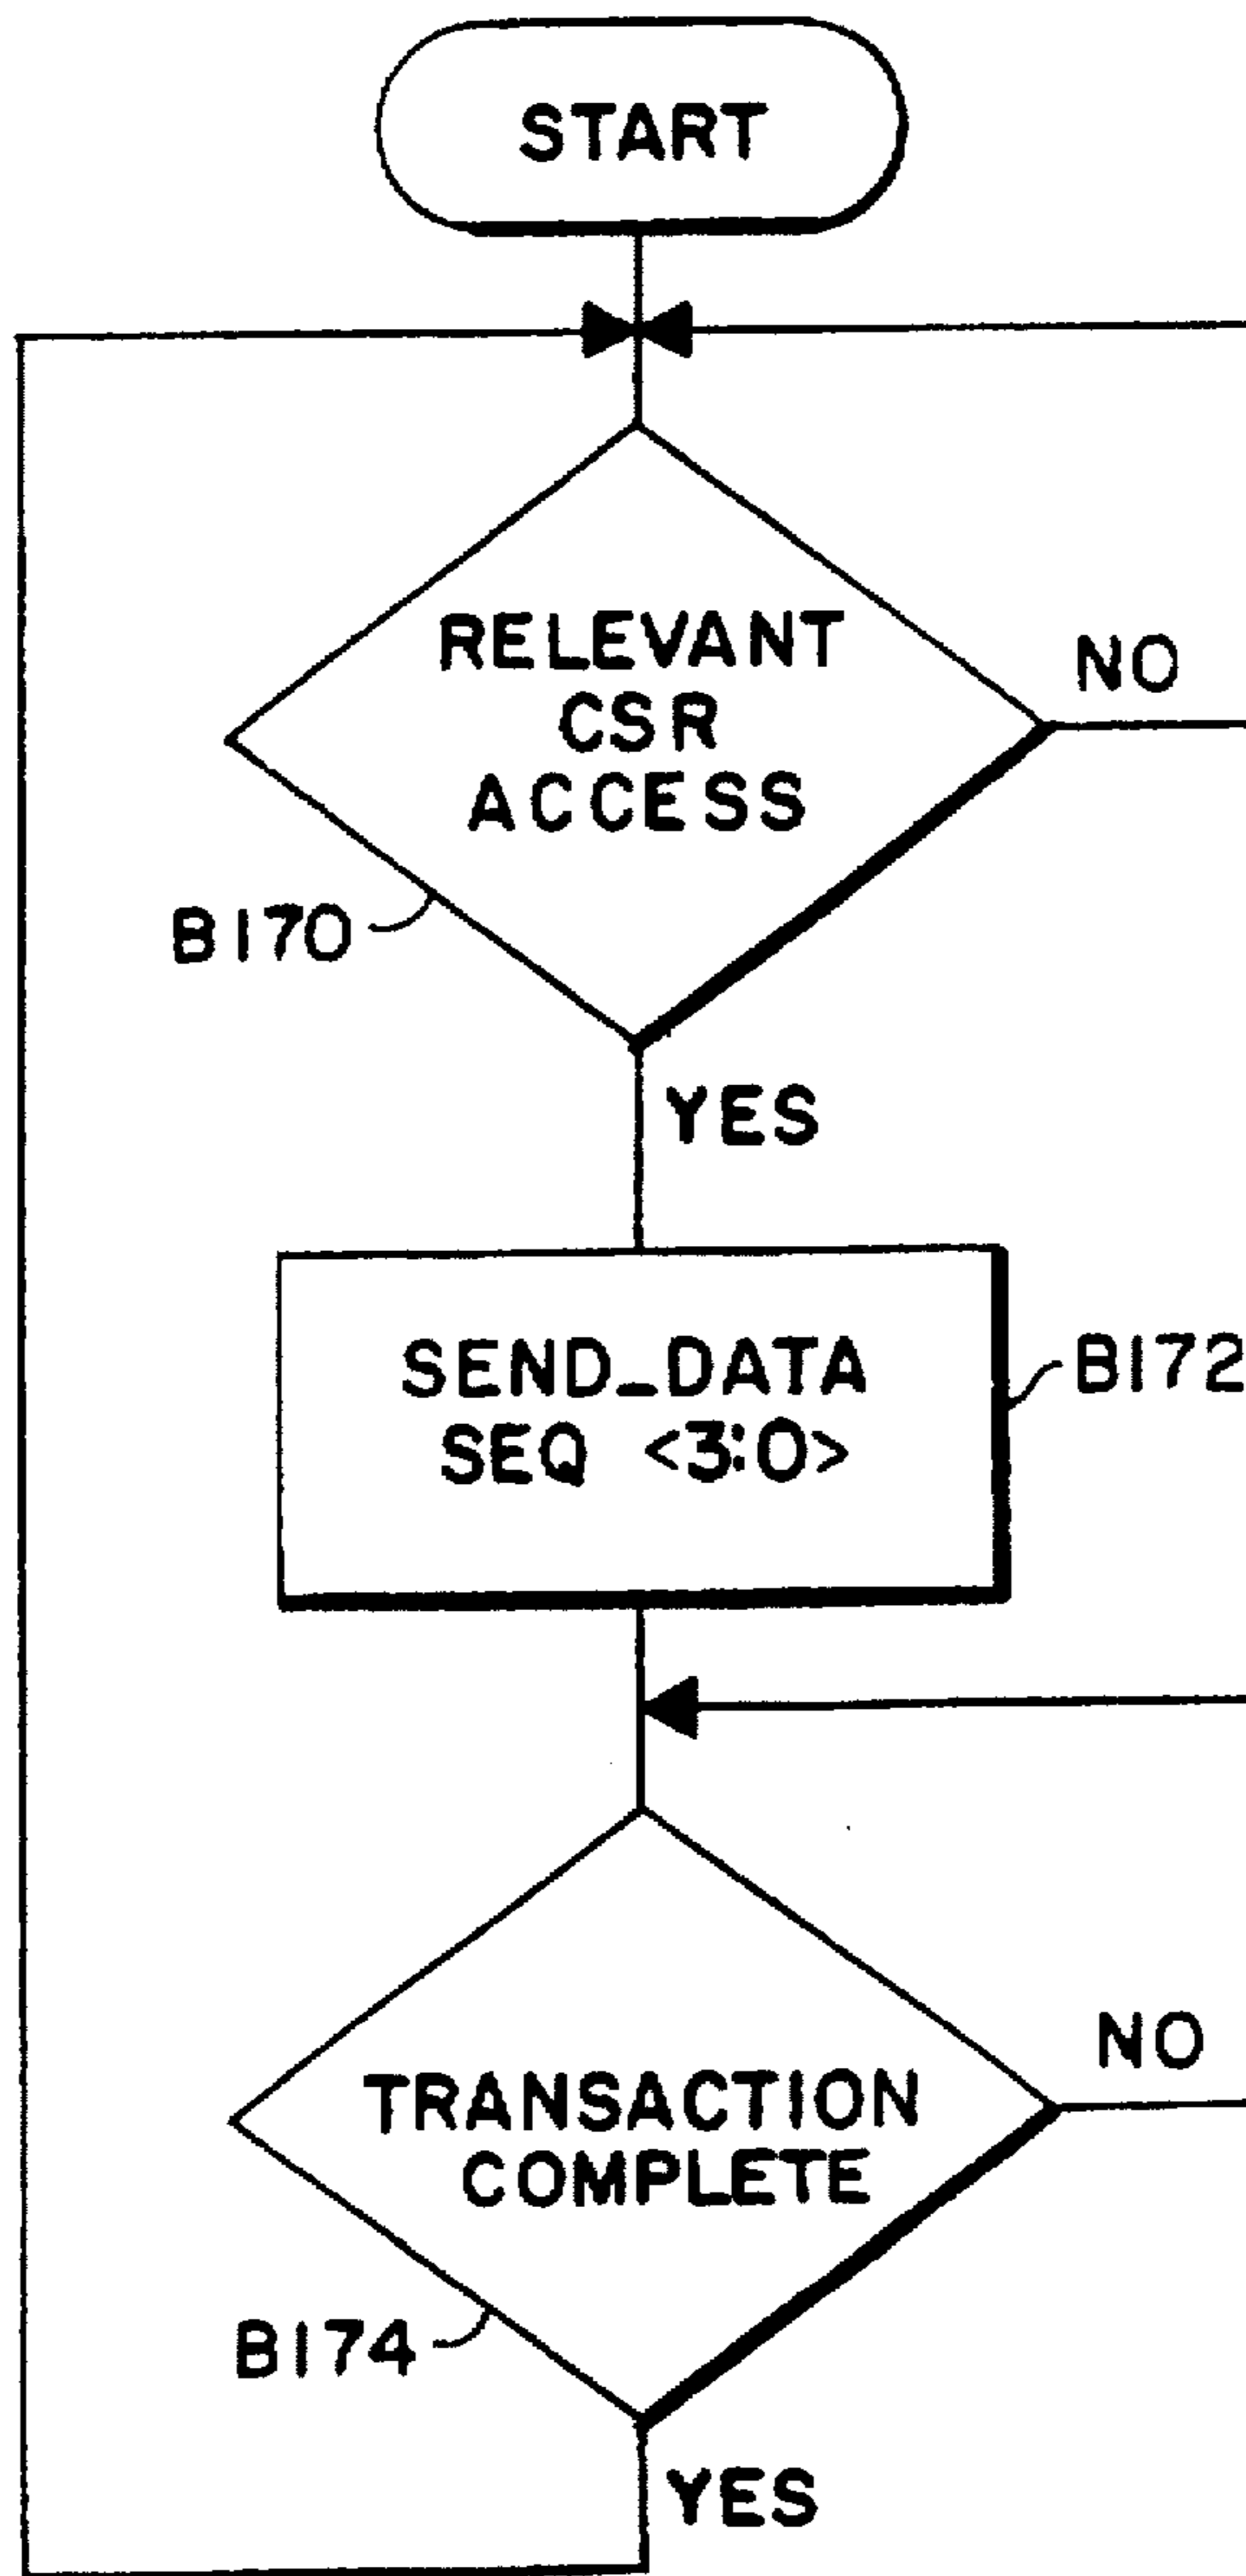 START
RELEVANT
CSR
ACCESS
NO
B170
YES
SEND_DATA
SEQ <3:0>
B172
TRANSACTION
COMPLETE
NO
B174
YES